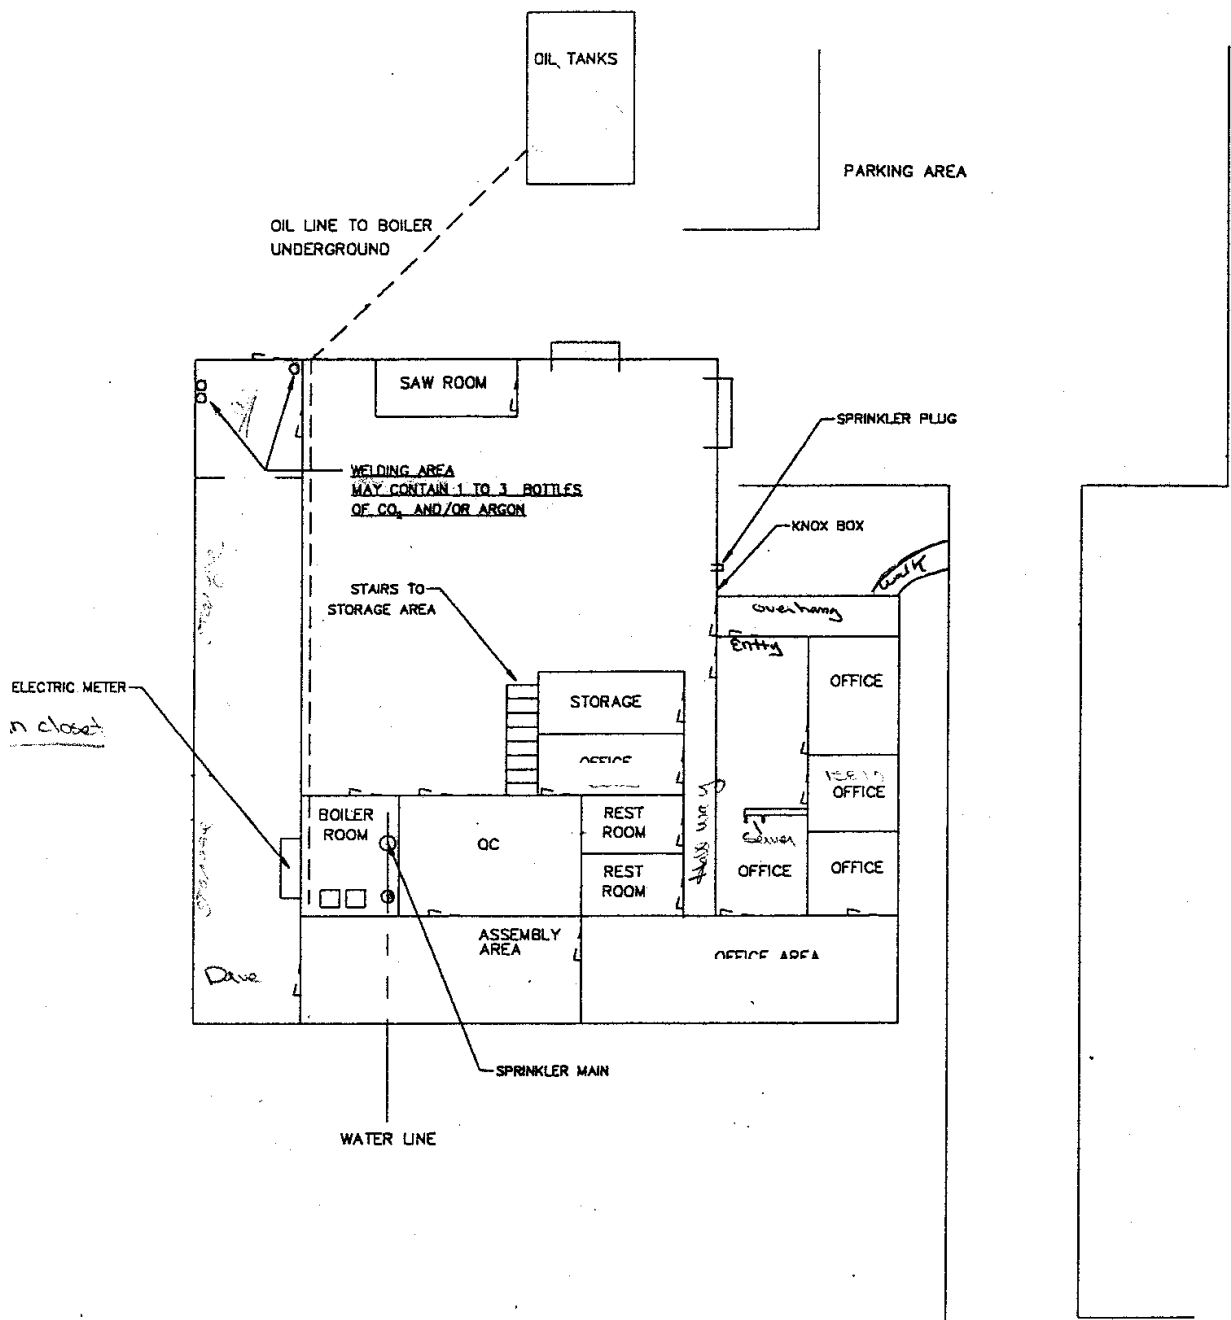 OIL TANKS
PARKING AREA
OIL LINE TO BOILER
UNDERGROUND
SAW ROOM
SPRINKLER PLUG
WELDING AREA
MAY CONTAIN 1 TO 3 BOTTLES
OF CO2 AND/OR ARGON
KNOX BOX
walk
STAIRS TO
STORAGE AREA
overhang
Entry
OFFICE
ELECTRIC METER
n closet
STORAGE
OFFICE
OFFICE
BOILER
ROOM
QC
REST
ROOM
Hallway
Server
REST
ROOM
OFFICE
OFFICE
ASSEMBLY
AREA
OFFICE AREA
Dave
SPRINKLER MAIN
WATER LINE